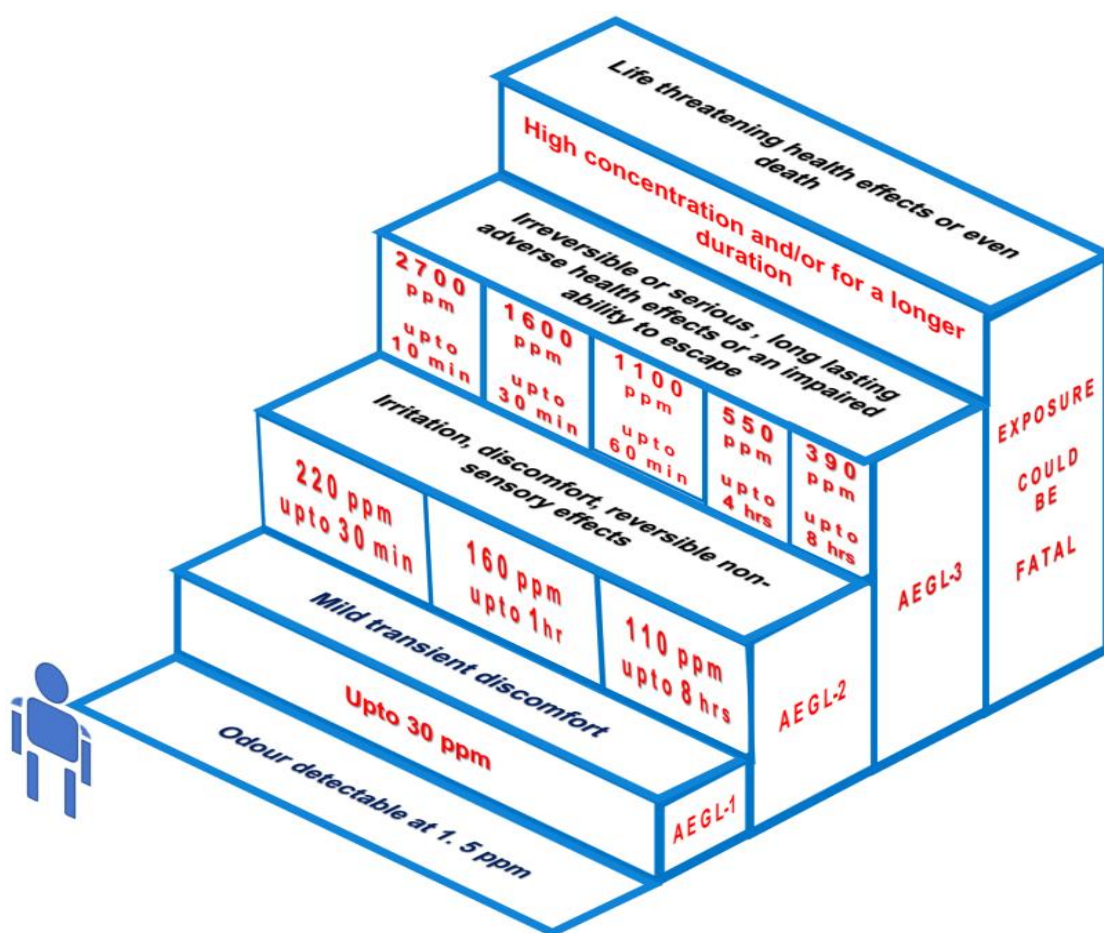 Life threatening health effects or even
death
High concentration and/or for a longer
duration
Irreversible or serious , long lasting
adverse health effects or an impaired
ability to escape
2700
ppm
upto
10 min
1600
ppm
upto
30 min
1100
ppm
upto
60 min
550
ppm
upto
4 hrs
390
ppm
upto
8 hrs
Irritation, discomfort, reversible non-
sensory effects
220 ppm
upto 30 min
160 ppm
upto 1hr
110 ppm
upto 8 hrs
Mild transient discomfort
Upto 30 ppm
Odour detectable at 1. 5 ppm
AEGL-1
AEGL-2
AEGL-3
EXPOSURE
COULD
BE
FATAL